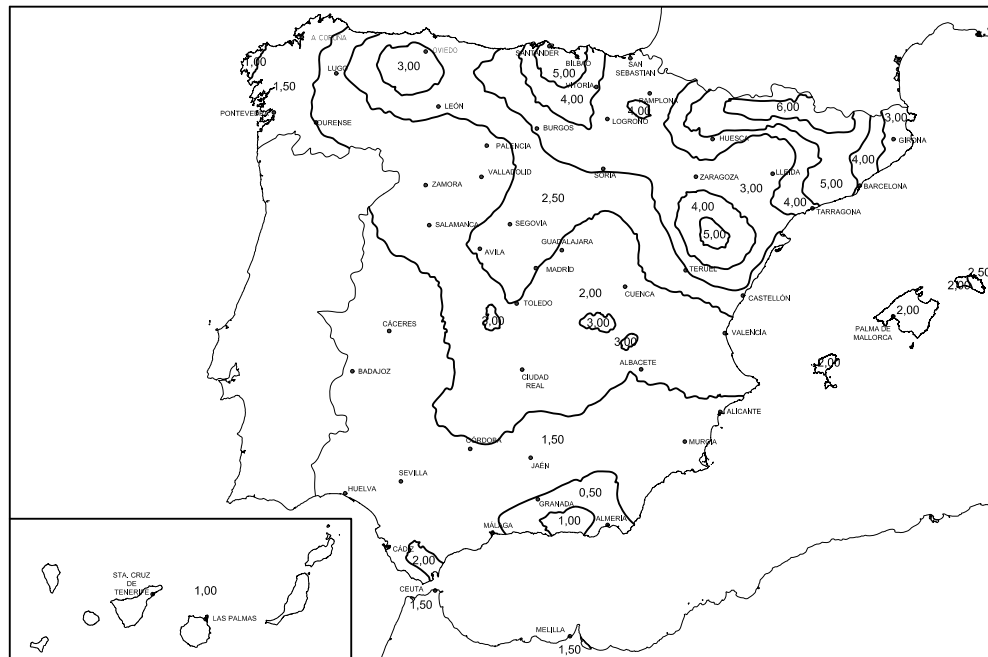 A CORUÑA
1,00
LUGO
1,50
PONTEVEDRA
OURENSE
OVIEDO
3,00
LEÓN
SANTANDER
BILBAO
5,00
VITORIA
4,00
SAN
SEBASTIAN
PAMPLONA
4,00
LOGROÑO
BURGOS
PALENCIA
VALLADOLID
ZAMORA
SORIA
2,50
6,00
HUESCA
3,00
GIRONA
4,00
BARCELONA
LLEIDA
5,00
ZARAGOZA
3,00
4,00
TARRAGONA
4,00
5,00
SALAMANCA
SEGOVIA
AVILA
GUADALAJARA
MADRID
TERUEL
2,00
CUENCA
CASTELLÓN
TOLEDO
3,00
3,00
3,00
VALENCIA
CÁCERES
BADAJOZ
CIUDAD
REAL
ALBACETE
2,50
2,00
2,00
PALMA DE
MALLORCA
2,00
ALICANTE
1,50
CÓRDOBA
MURCIA
JAÉN
SEVILLA
HUELVA
0,50
GRANADA
1,00
ALMERÍA
MÁLAGA
CÁDIZ
2,00
CEUTA
1,50
MELILLA
1,50
STA. CRUZ
DE
TENERIFE
1,00
LAS PALMAS